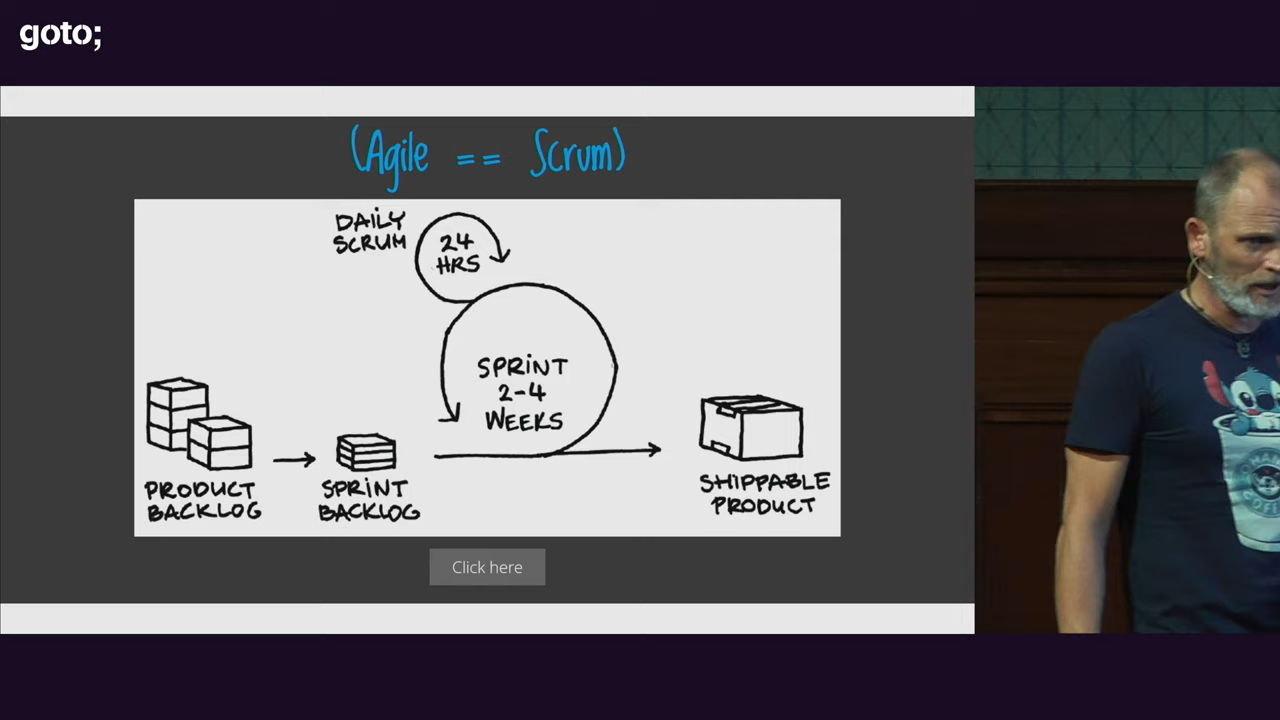 goto;
(Agile == Scrum)
DAILY
SCRUM
24
HRS
SPRINT
2-4
WEEKS
PRODUCT
BACKLOG
SPRINT
BACKLOG
SHIPPABLE
PRODUCT
Click here